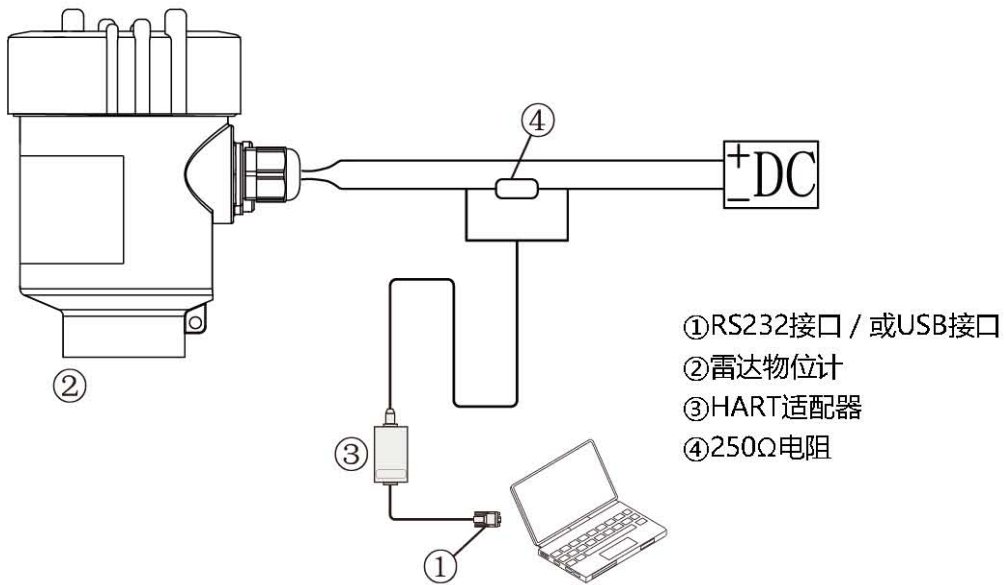 ④
+
DC
−
①RS232接口 / 或USB接口
②雷达物位计
③HART适配器
④250Ω电阻
②
③
①